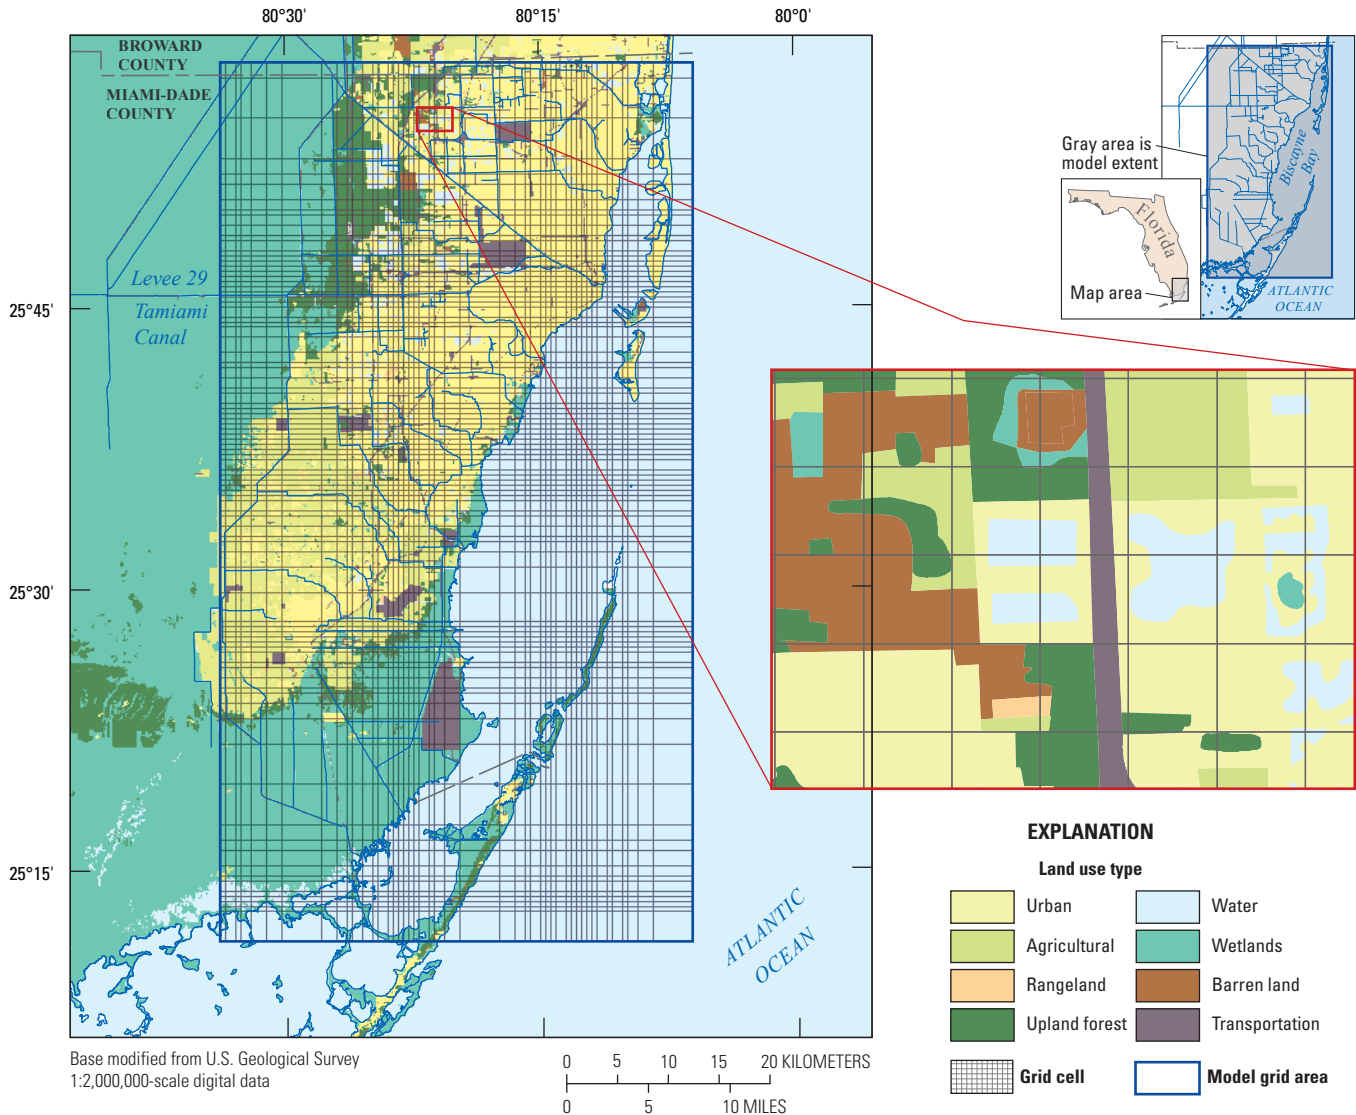 80°30'
80°15'
80°0'
BROWARD
COUNTY
MIAMI-DADE
COUNTY
Levee 29
Tamiami
Canal
25°45'
25°30'
25°15'
ATLANTIC
OCEAN
Gray area is
model extent
Biscayne
Bay
Florida
Map area
ATLANTIC
OCEAN
EXPLANATION
Land use type
Urban
Water
Agricultural
Wetlands
Rangeland
Barren land
Upland forest
Transportation
Grid cell
Model grid area
Base modified from U.S. Geological Survey
1:2,000,000-scale digital data
0 5 10 15 20 KILOMETERS
0 5 10 MILES